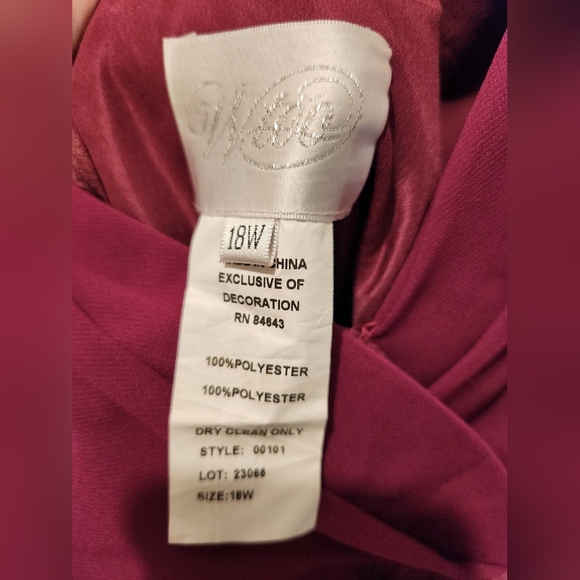 18W
CHINA
EXCLUSIVE OF
DECORATION
RN 84643
100%POLYESTER
100%POLYESTER
DRY CLEAN ONLY
STYLE: 00101
LOT: 23066
SIZE:18W